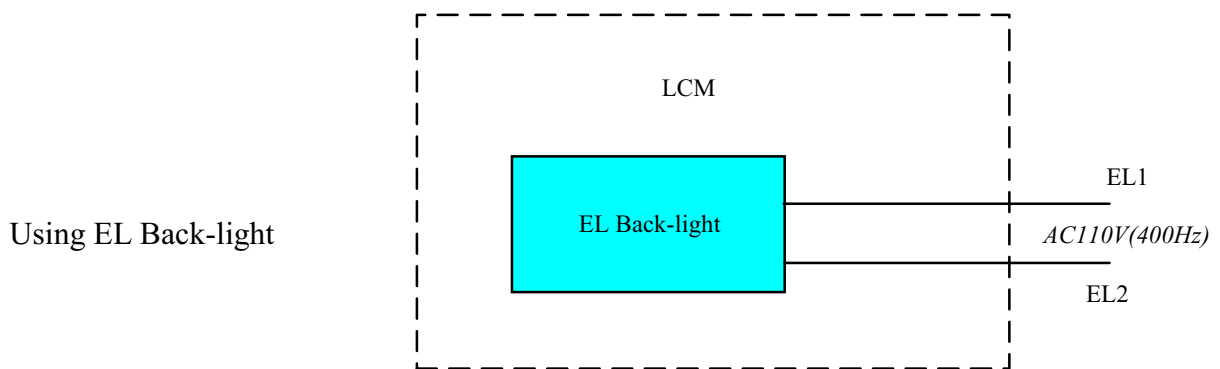 LCM
EL1
EL Back-light
Using EL Back-light
AC110V(400Hz)
EL2